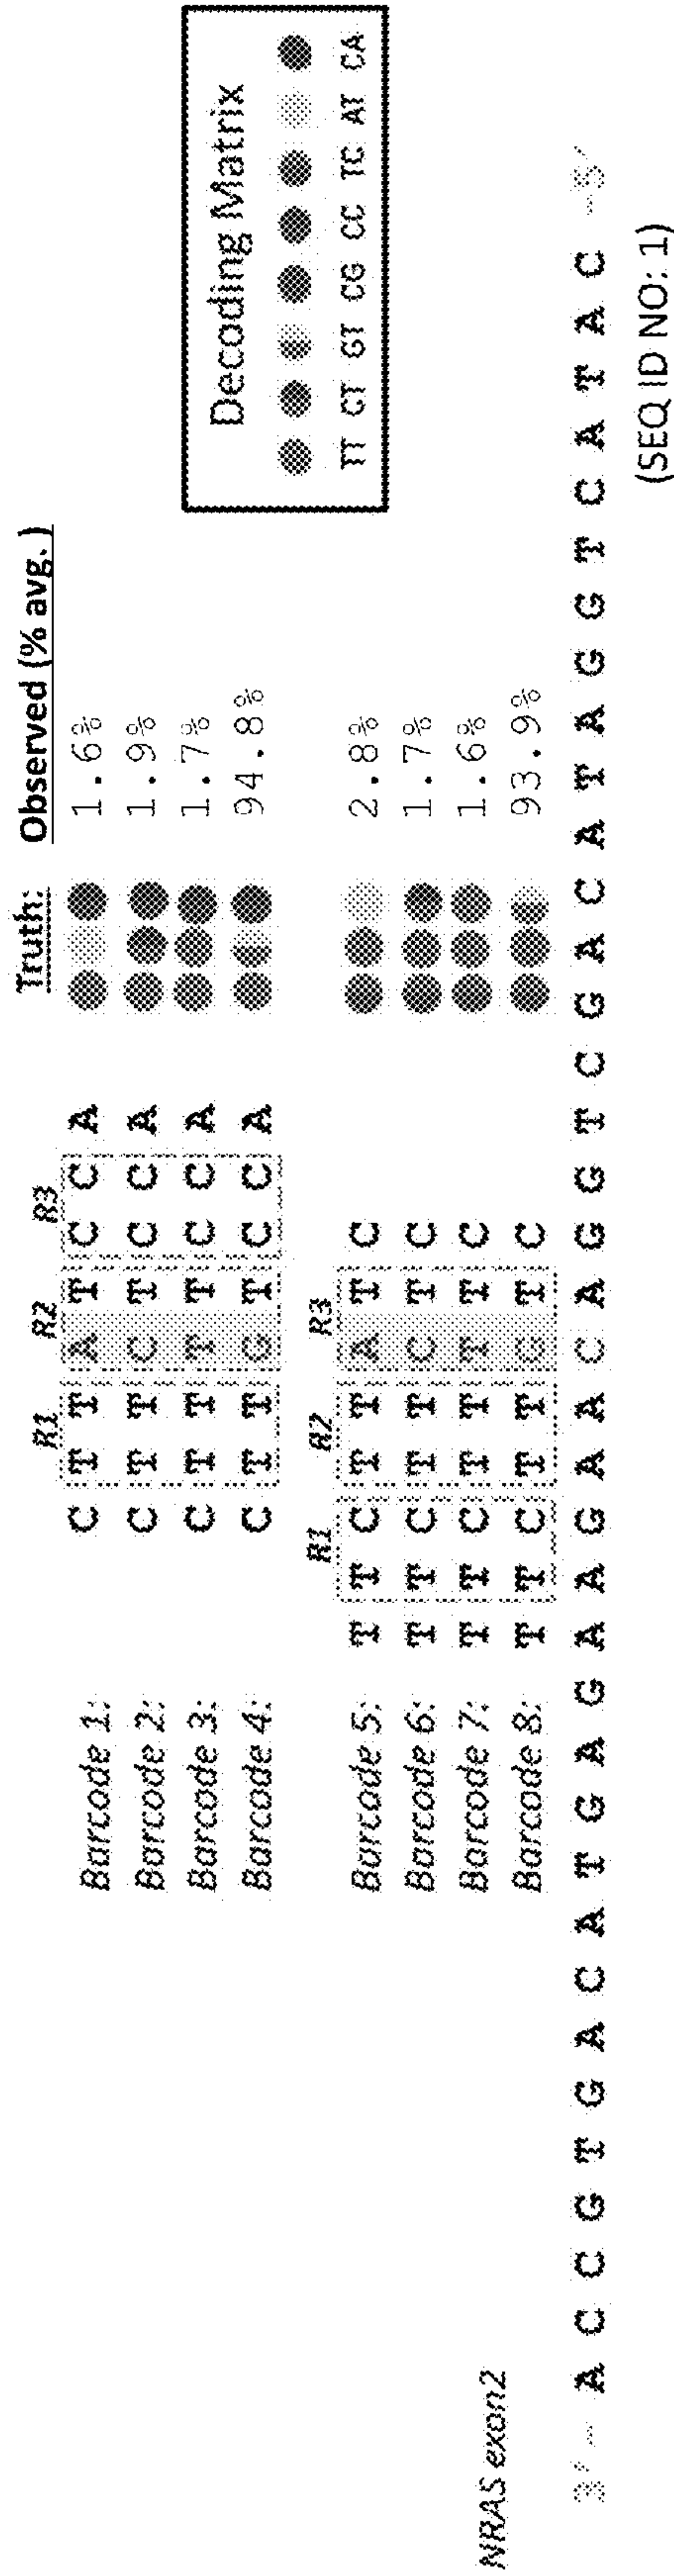 Truth: Observed (% avg.)
R1 R2 R3
Barcode 1: C T T A T C C A 1.6%
Barcode 2: C T T C T C C A 1.9%
Barcode 3: C T T T T C C A 1.7%
Barcode 4: C T T G T C C A 94.8%
Decoding Matrix
TT CT GT CG CC TC AT CA
R1 R2 R3
Barcode 5: T T C T T A T C 2.8%
Barcode 6: T T C T T C T C 1.7%
Barcode 7: T T C T T T T C 1.6%
Barcode 8: T T C T T G T C 93.9%
NRAS exon2
3'- A C C G T G A C A T G A G A A G A A C A G G T C G A C A T A G G T C A T A C -5'
(SEQ ID NO: 1)